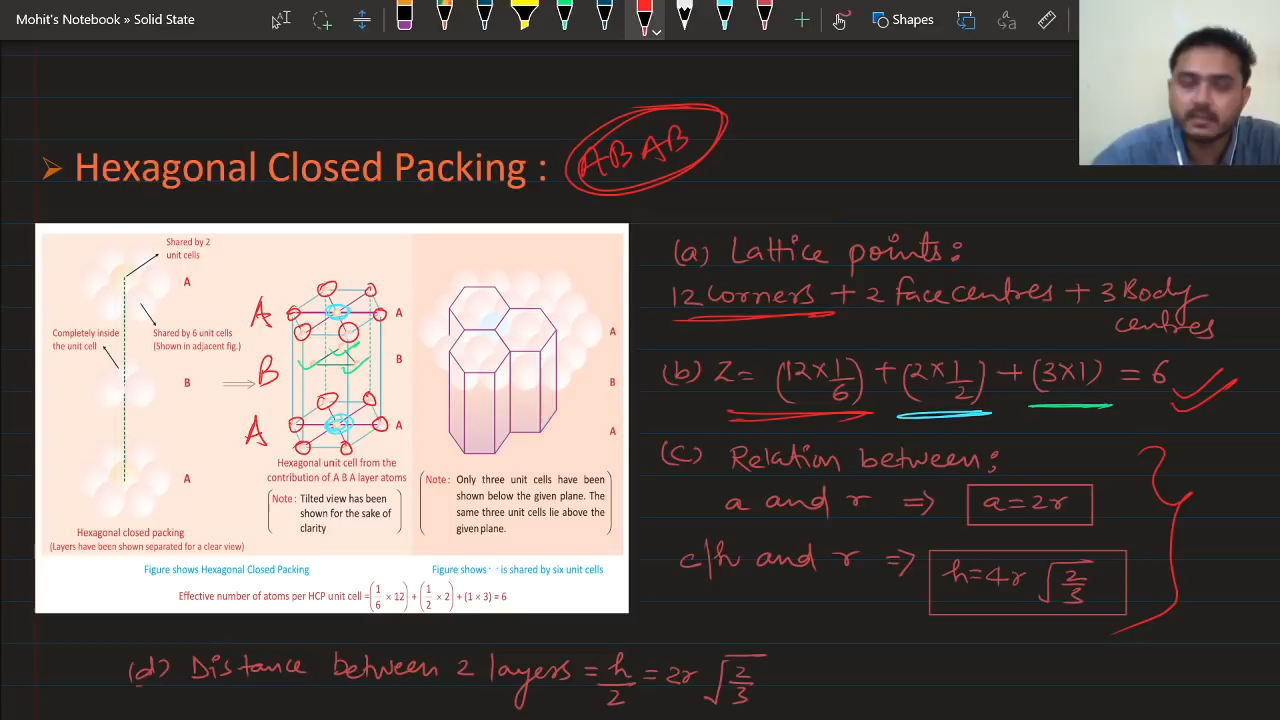 Mohit's Notebook » Solid State
Shapes
Hexagonal Closed Packing :
ABAB
Shared by 2
unit cells
A
Completely inside
the unit cell
Shared by 6 unit cells
(Shown in adjacent fig.)
B
A
Hexagonal closed packing
(Layers have been shown separated for a clear view)
A
A
B
B
A
A
Hexagonal unit cell from the
contribution of A B A layer atoms
Note: Tilted view has been
shown for the sake of
clarity
A
B
A
Note: Only three unit cells have been
shown below the given plane. The
same three unit cells lie above the
given plane.
Figure shows Hexagonal Closed Packing
Figure shows is shared by six unit cells
Effective number of atoms per HCP unit cell =(1/6 × 12) + (1/2 × 2) + (1 × 3) = 6
(a) Lattice points:
12 corners + 2 face centres + 3 Body
centres
(b) Z = (12×1/6) + (2×1/2) + (3×1) = 6
(c) Relation between:
a and r ⇒ a=2r
c/h and r ⇒ h=4r √2/3
(d) Distance between 2 layers = h/2 = 2r √2/3